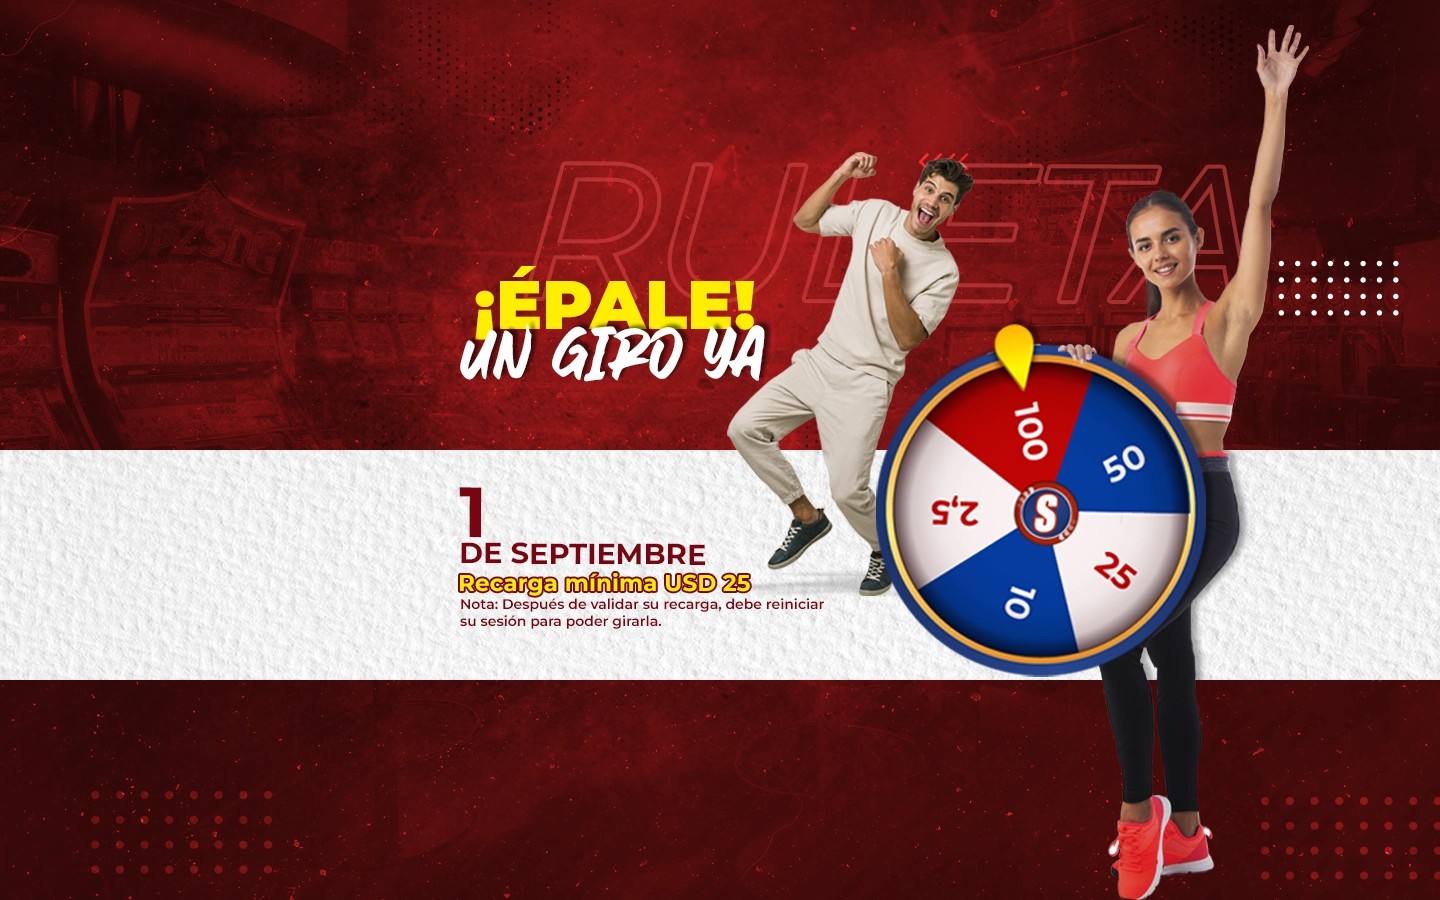 RULETA
¡ÉPALE!
UN GIRO YA
100
50
2,5
S
25
10
1
DE SEPTIEMBRE
Recarga mínima USD 25
Nota: Después de validar su recarga, debe reiniciar
su sesión para poder girarla.